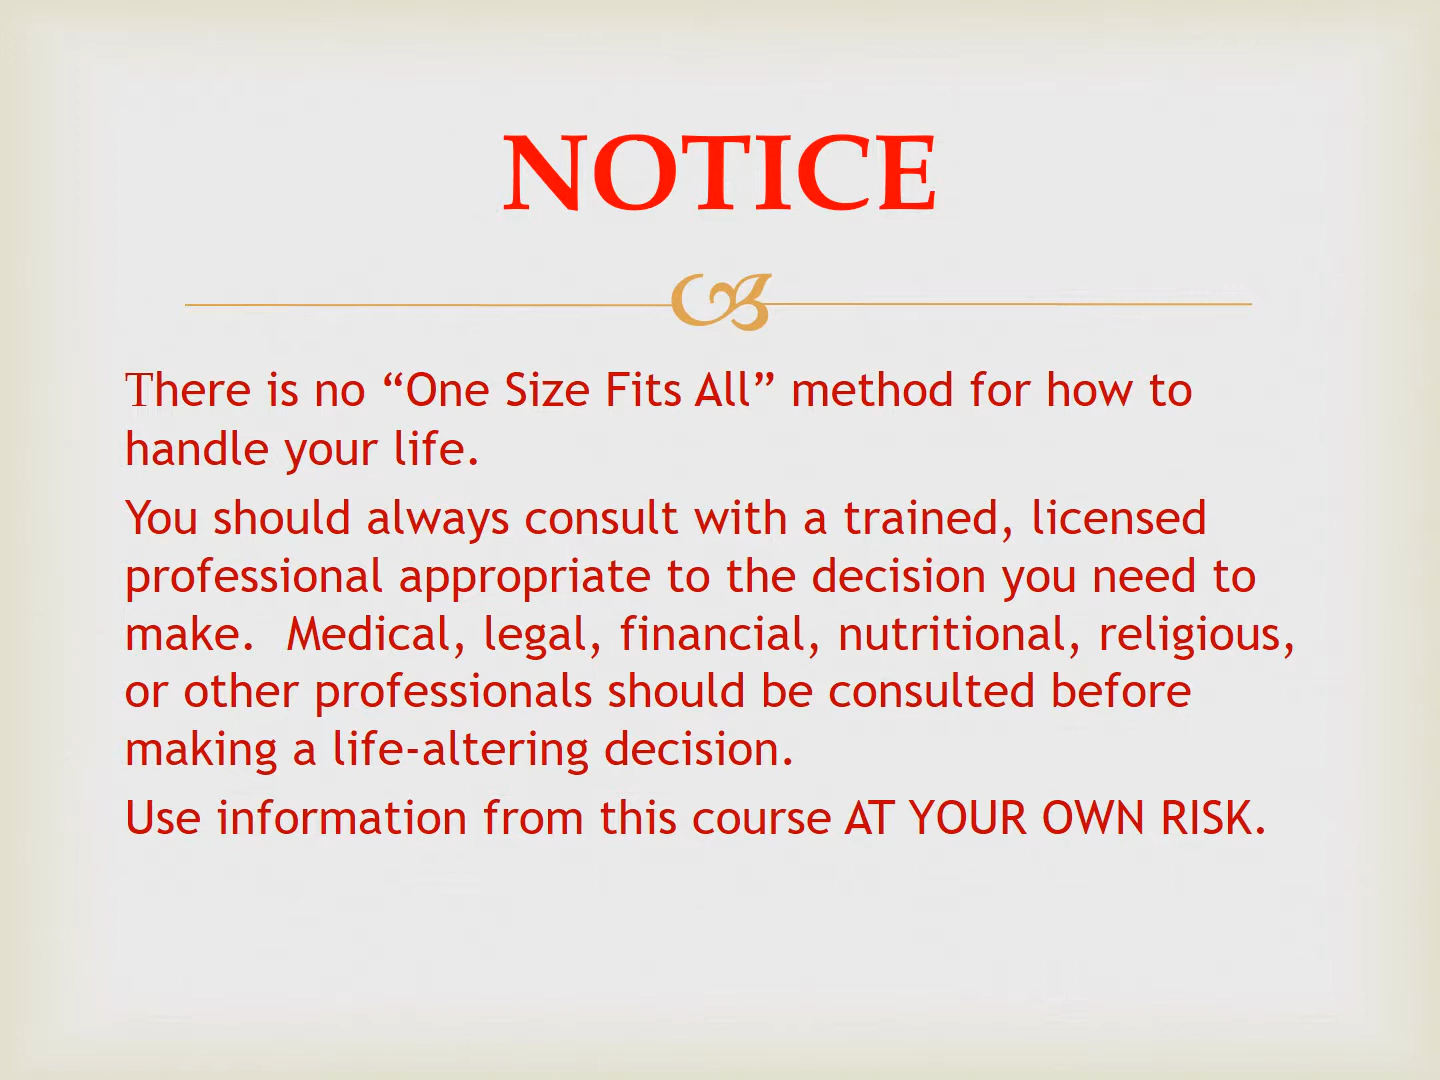 NOTICE
There is no “One Size Fits All” method for how to
handle your life.
You should always consult with a trained, licensed
professional appropriate to the decision you need to
make.  Medical, legal, financial, nutritional, religious,
or other professionals should be consulted before
making a life-altering decision.
Use information from this course AT YOUR OWN RISK.